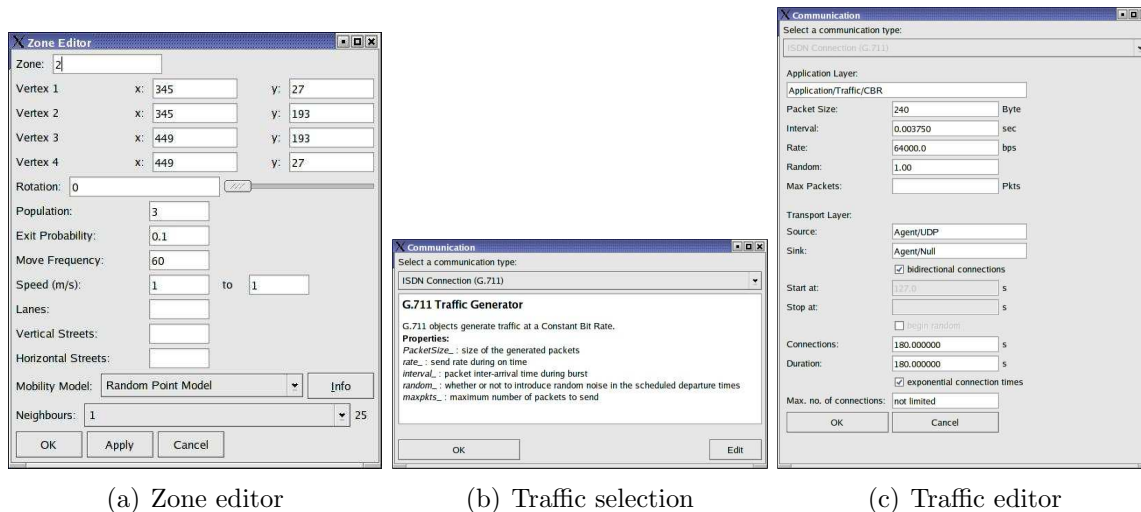 Zone Editor
Zone: 2
Vertex 1 x: 345 y: 27
Vertex 2 x: 345 y: 193
Vertex 3 x: 449 y: 193
Vertex 4 x: 449 y: 27
Rotation: 0
Population: 3
Exit Probability: 0.1
Move Frequency: 60
Speed (m/s): 1 to 1
Lanes:
Vertical Streets:
Horizontal Streets:
Mobility Model: Random Point Model Info
Neighbours: 1 25
OK Apply Cancel
(a) Zone editor
Communication
Select a communication type:
ISDN Connection (G.711)
G.711 Traffic Generator
G.711 objects generate traffic at a Constant Bit Rate.
Properties:
PacketSize_ : size of the generated packets
rate_ : send rate during on time
interval_ : packet inter-arrival time during burst
random_ : whether or not to introduce random noise in the scheduled departure times
maxpkts_ : maximum number of packets to send
OK Edit
(b) Traffic selection
Communication
Select a communication type:
ISDN Connection (G.711)
Application Layer:
Application/Traffic/CBR
Packet Size: 240 Byte
Interval: 0.003750 sec
Rate: 64000.0 bps
Random: 1.00
Max Packets: Pkts
Transport Layer:
Source: Agent/UDP
Sink: Agent/Null
bidirectional connections
Start at: 127.0 s
Stop at: s
begin random
Connections: 180.000000 s
Duration: 180.000000 s
exponential connection times
Max. no. of connections: not limited
OK Cancel
(c) Traffic editor